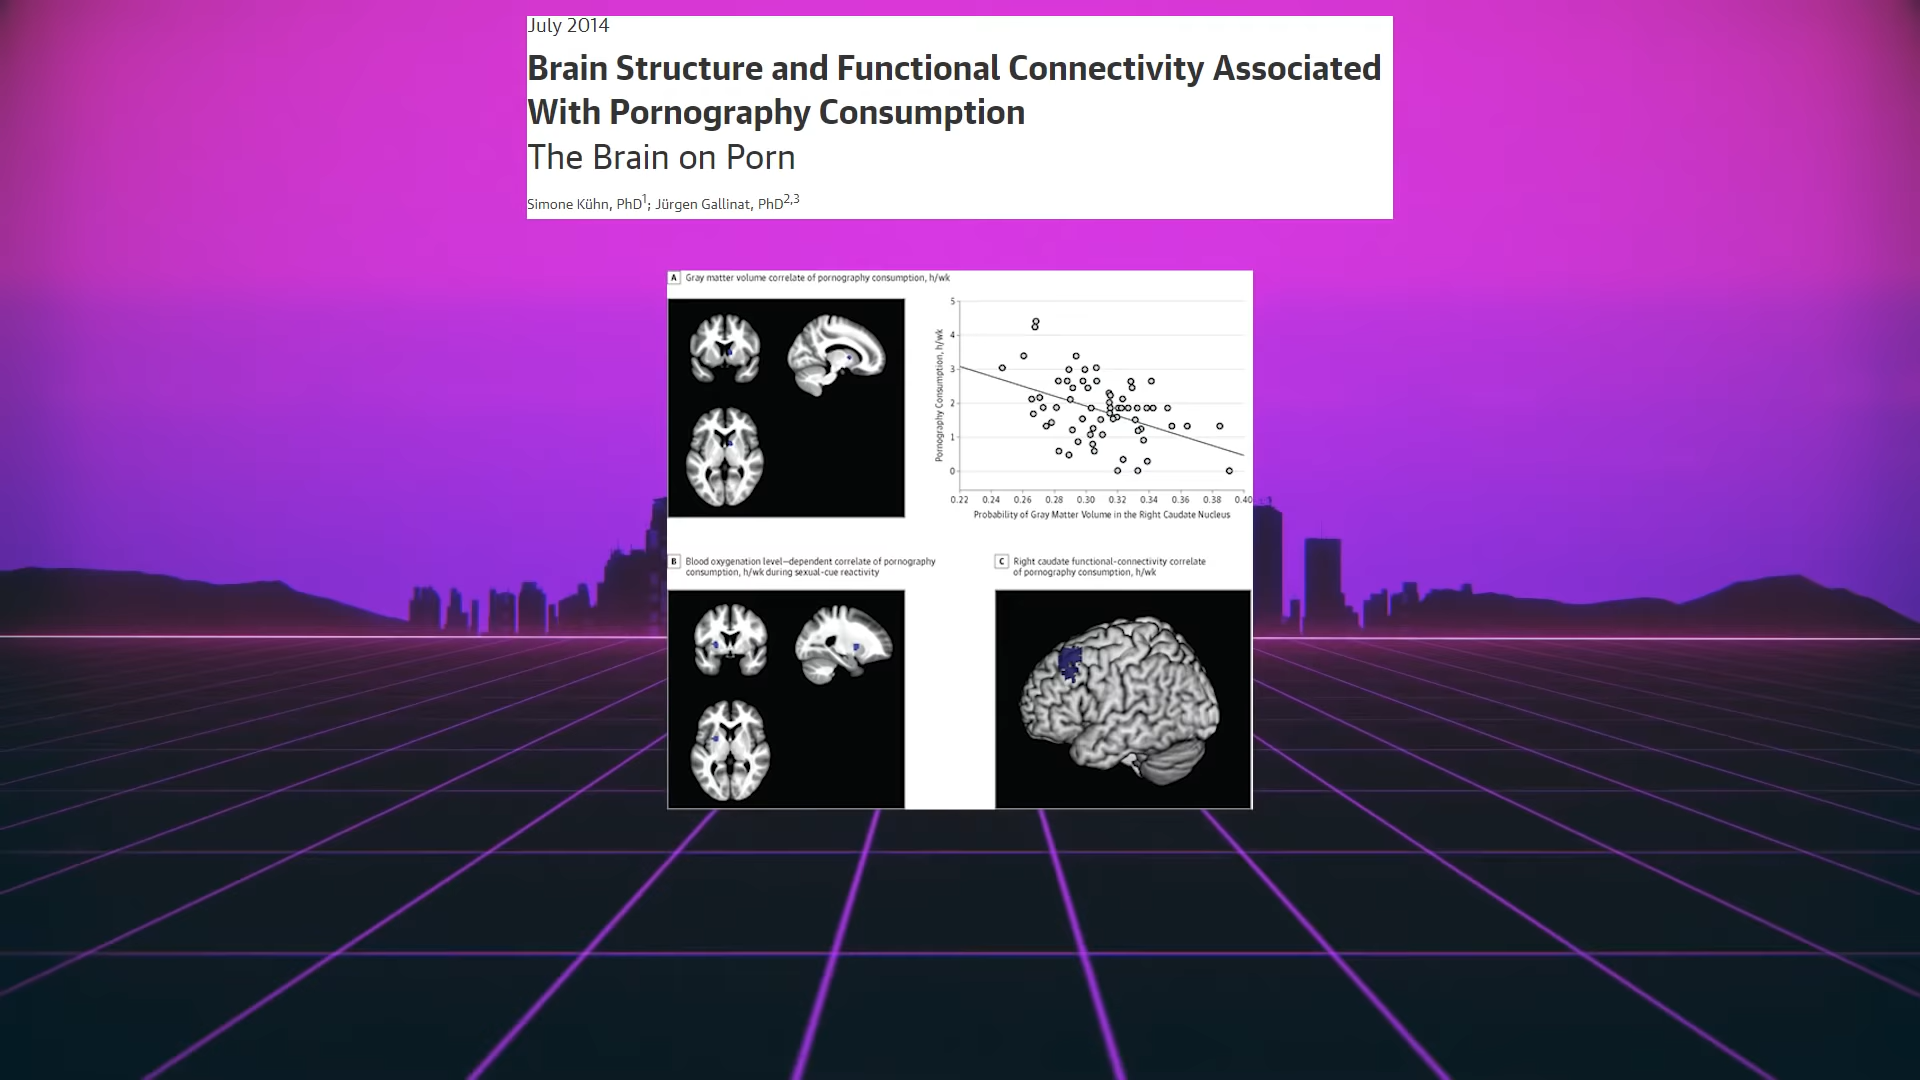 July 2014
Brain Structure and Functional Connectivity Associated
With Pornography Consumption
The Brain on Porn
Simone Kühn, PhD1; Jürgen Gallinat, PhD2,3
A Gray matter volume correlate of pornography consumption, h/wk
Pornography Consumption, h/wk
5
4
3
2
1
0
0.22 0.24 0.26 0.28 0.30 0.32 0.34 0.36 0.38 0.40
Probability of Gray Matter Volume in the Right Caudate Nucleus
B Blood oxygenation level–dependent correlate of pornography
consumption, h/wk during sexual-cue reactivity
C Right caudate functional-connectivity correlate
of pornography consumption, h/wk